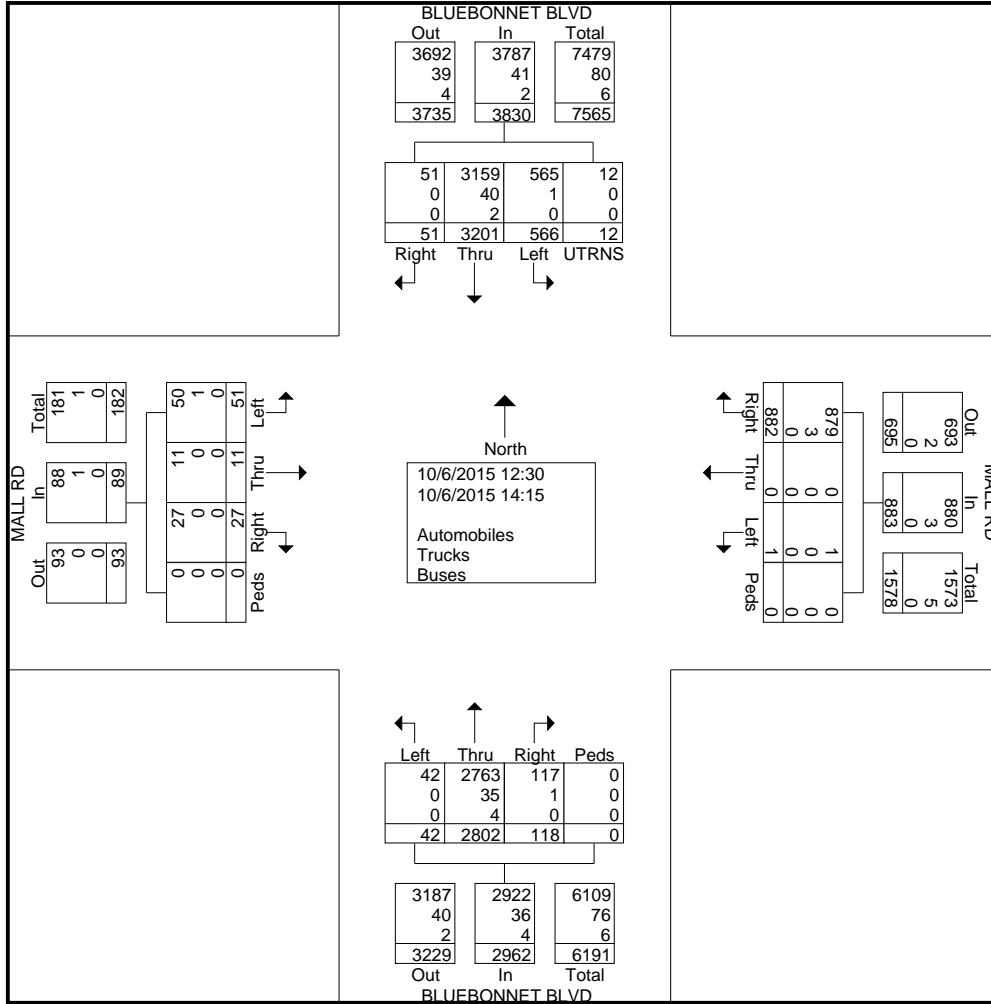 BLUEBONNET BLVD
Out In Total
3692 3787 7479
39 41 80
4 2 6
3735 3830 7565
51 3159 565 12
0 40 1 0
0 2 0 0
51 3201 566 12
Right Thru Left UTRNS
MALL RD
Total
181 1 0 182
In
88 1 0 89
Out
93 0 0 93
Left
50 1 0 51
Thru
11 0 0 11
Right
27 0 0 27
Peds
0 0 0 0
North
10/6/2015 12:30
10/6/2015 14:15
Automobiles
Trucks
Buses
Right
879 3 0 882
Thru
0 0 0 0
Left
1 0 0 1
Peds
0 0 0 0
Out
693 2 0 695
In
880 3 0 883
Total
1573 5 0 1578
MALL RD
Left Thru Right Peds
42 2763 117 0
0 35 1 0
0 4 0 0
42 2802 118 0
3187 2922 6109
40 36 76
2 4 6
3229 2962 6191
Out In Total
BLUEBONNET BLVD